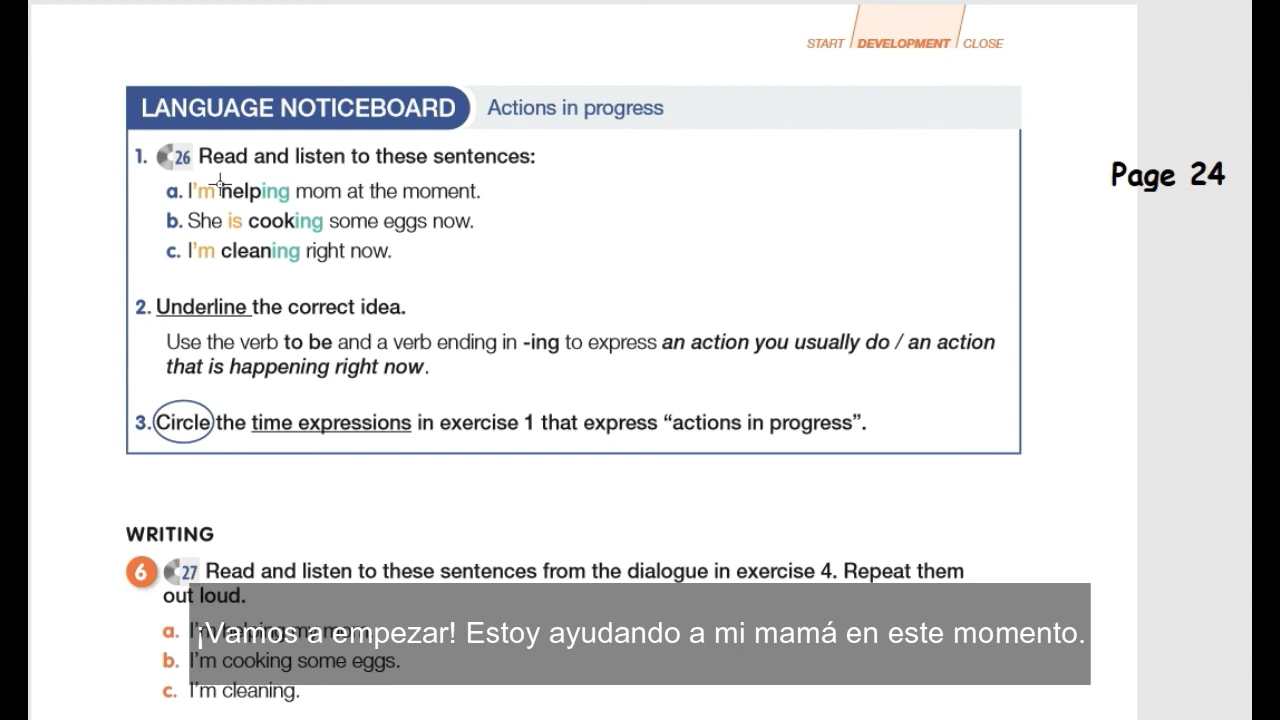 START DEVELOPMENT CLOSE
LANGUAGE NOTICEBOARD Actions in progress
1. 26 Read and listen to these sentences:
a. I'm helping mom at the moment.
b. She is cooking some eggs now.
c. I'm cleaning right now.
Page 24
2. Underline the correct idea.
Use the verb to be and a verb ending in -ing to express an action you usually do / an action
that is happening right now.
3. Circle the time expressions in exercise 1 that express “actions in progress”.
WRITING
6 27 Read and listen to these sentences from the dialogue in exercise 4. Repeat them
out loud.
a. I'm helping my mom.
¡Vamos a empezar! Estoy ayudando a mi mamá en este momento.
b. I'm cooking some eggs.
c. I'm cleaning.